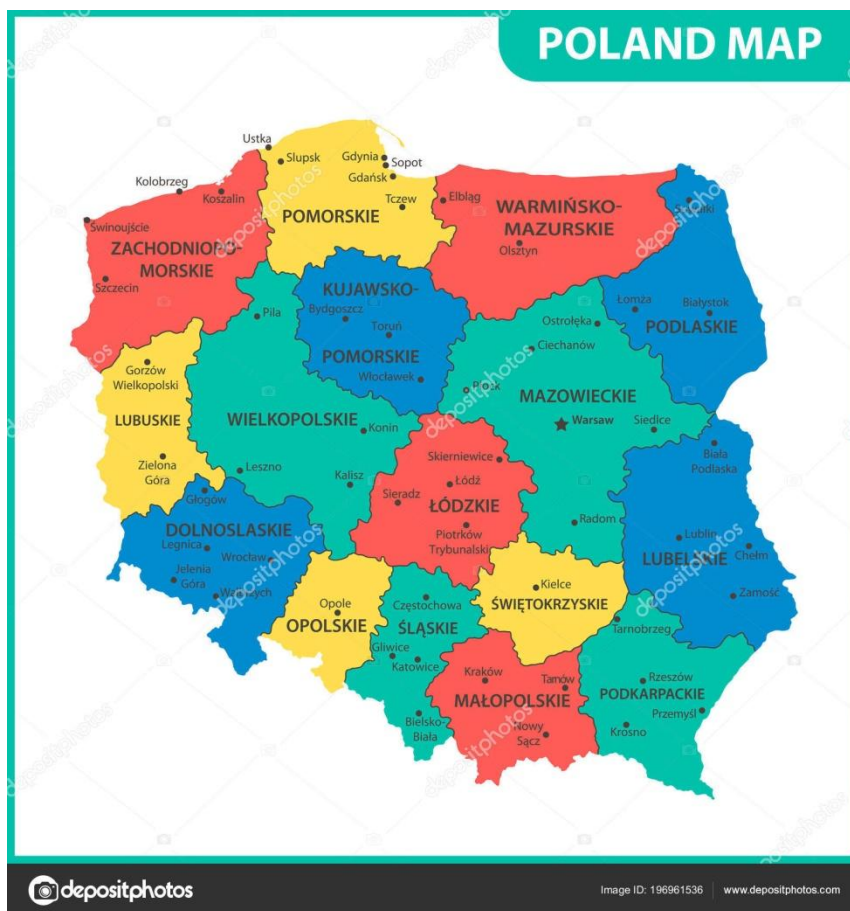 POLAND MAP
Ustka
Slupsk
Gdynia
Sopot
Gdańsk
Tczew
Kolobrzeg
Koszalin
POMORSKIE
Elbląg
WARMIŃSKO-
MAZURSKIE
Olsztyn
Swinoujście
ZACHODNIOPO-
MORSKIE
Szczecin
KUJAWSKO-
Bydgoszcz
Toruń
POMORSKIE
Włocławek
Piła
Łomża
Białystok
PODLASKIE
Ostrołęka
Ciechanów
Płock
MAZOWIECKIE
Warsaw
Siedlce
Radom
Gorzów
Wielkopolski
LUBUSKIE
Zielona
Góra
WIELKOPOLSKIE
Konin
Leszno
Kalisz
Skierniewice
Łódź
Sieradz
ŁÓDZKIE
Piotrków
Trybunalski
Biała
Podlaska
Lublin
LUBELSKIE
Chełm
Zamość
Głogów
DOLNOSLASKIE
Legnica
Wrocław
Jelenia
Góra
Opole
OPOLSKIE
Częstochowa
ŚLĄSKIE
Gliwice
Katowice
Bielsko-
Biała
Kielce
ŚWIĘTOKRZYSKIE
Kraków
Tarnów
MAŁOPOLSKIE
Nowy
Sącz
Tarnobrzeg
Rzeszów
PODKARPACKIE
Przemyśl
Krosno
depositphotos
Image ID: 196961536
www.depositphotos.com